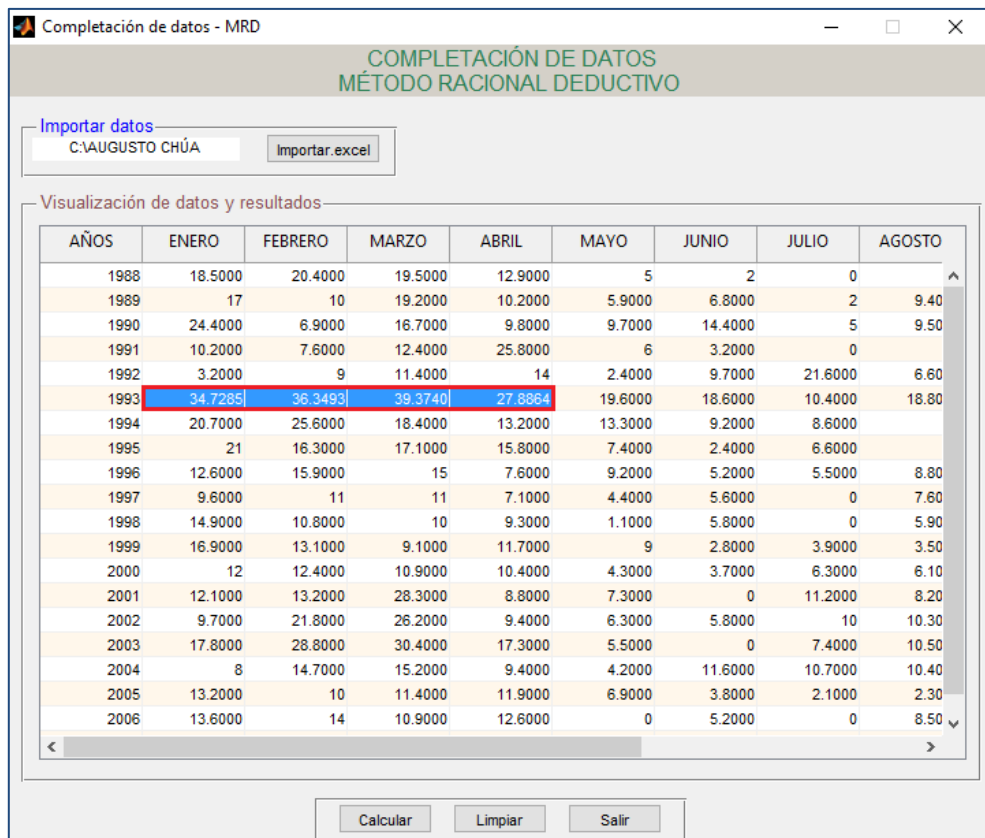 Completación de datos - MRD
COMPLETACIÓN DE DATOS
MÉTODO RACIONAL DEDUCTIVO
Importar datos
C:\AUGUSTO CHÚA Importar.excel
Visualización de datos y resultados
AÑOS ENERO FEBRERO MARZO ABRIL MAYO JUNIO JULIO AGOSTO
1988 18.5000 20.4000 19.5000 12.9000 5 2 0
1989 17 10 19.2000 10.2000 5.9000 6.8000 2 9.40
1990 24.4000 6.9000 16.7000 9.8000 9.7000 14.4000 5 9.50
1991 10.2000 7.6000 12.4000 25.8000 6 3.2000 0
1992 3.2000 9 11.4000 14 2.4000 9.7000 21.6000 6.60
1993 34.7285 36.3493 39.3740 27.8864 19.6000 18.6000 10.4000 18.80
1994 20.7000 25.6000 18.4000 13.2000 13.3000 9.2000 8.6000
1995 21 16.3000 17.1000 15.8000 7.4000 2.4000 6.6000
1996 12.6000 15.9000 15 7.6000 9.2000 5.2000 5.5000 8.80
1997 9.6000 11 11 7.1000 4.4000 5.6000 0 7.60
1998 14.9000 10.8000 10 9.3000 1.1000 5.8000 0 5.90
1999 16.9000 13.1000 9.1000 11.7000 9 2.8000 3.9000 3.50
2000 12 12.4000 10.9000 10.4000 4.3000 3.7000 6.3000 6.10
2001 12.1000 13.2000 28.3000 8.8000 7.3000 0 11.2000 8.20
2002 9.7000 21.8000 26.2000 9.4000 6.3000 5.8000 10 10.30
2003 17.8000 28.8000 30.4000 17.3000 5.5000 0 7.4000 10.50
2004 8 14.7000 15.2000 9.4000 4.2000 11.6000 10.7000 10.40
2005 13.2000 10 11.4000 11.9000 6.9000 3.8000 2.1000 2.30
2006 13.6000 14 10.9000 12.6000 0 5.2000 0 8.50
Calcular Limpiar Salir